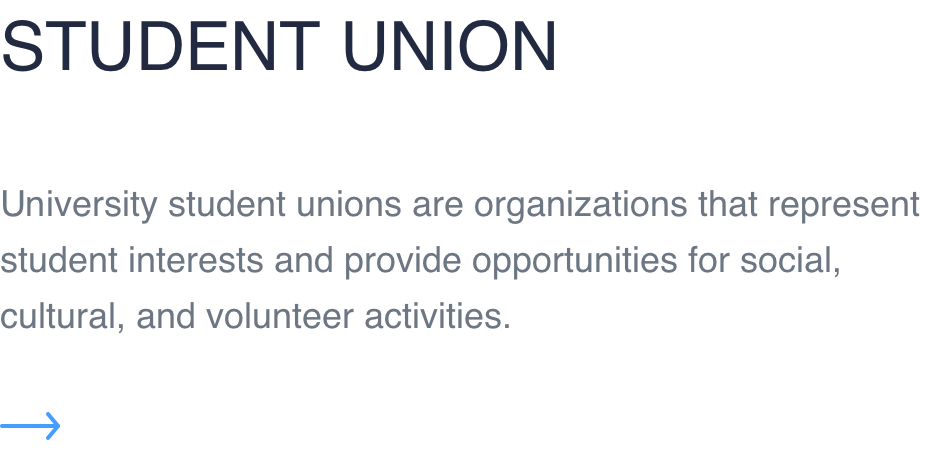 STUDENT UNION
University student unions are organizations that represent
student interests and provide opportunities for social,
cultural, and volunteer activities.